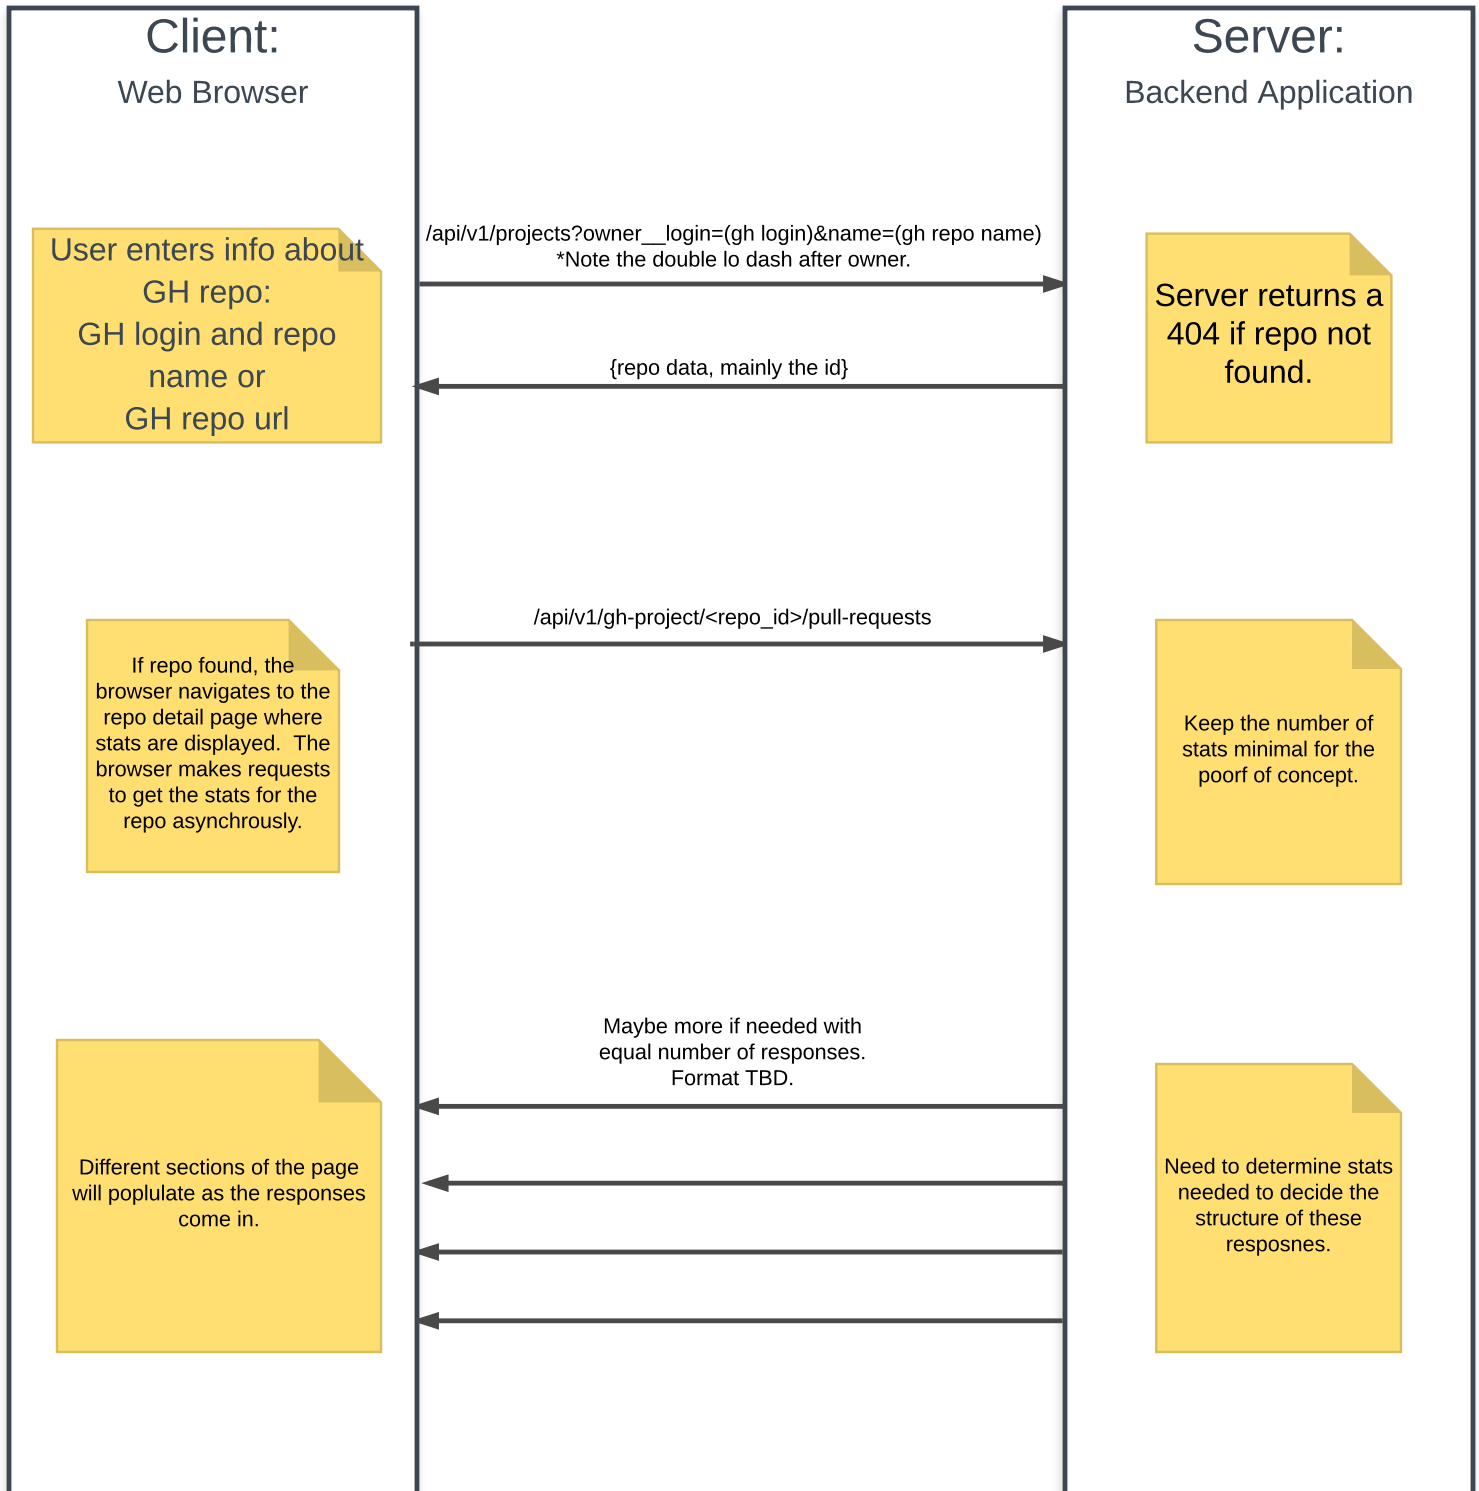 Client:
Web Browser
Server:
Backend Application
User enters info about
GH repo:
GH login and repo
name or
GH repo url
/api/v1/projects?owner__login=(gh login)&name=(gh repo name)
*Note the double lo dash after owner.
{repo data, mainly the id}
Server returns a
404 if repo not
found.
If repo found, the
browser navigates to the
repo detail page where
stats are displayed.  The
browser makes requests
to get the stats for the
repo asynchrously.
/api/v1/gh-project/<repo_id>/pull-requests
Keep the number of
stats minimal for the
poorf of concept.
Different sections of the page
will poplulate as the responses
come in.
Maybe more if needed with
equal number of responses.
Format TBD.
Need to determine stats
needed to decide the
structure of these
resposnes.